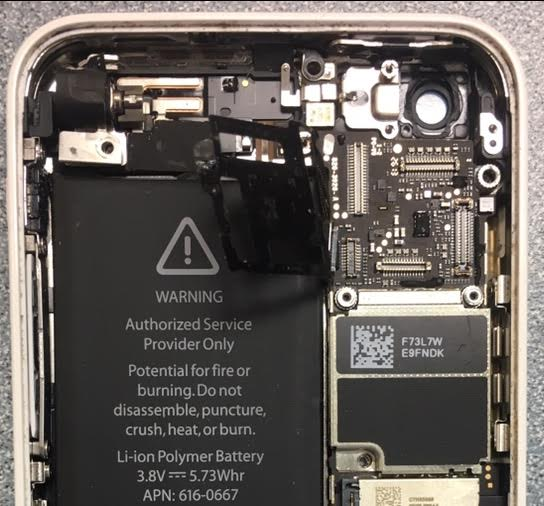 WARNING
Authorized Service
Provider Only
Potential for fire or
burning. Do not
disassemble, puncture,
crush, heat, or burn.
Li-ion Polymer Battery
3.8V ⎓ 5.73Whr
APN: 616-0667
F73L7W
E9FNDK